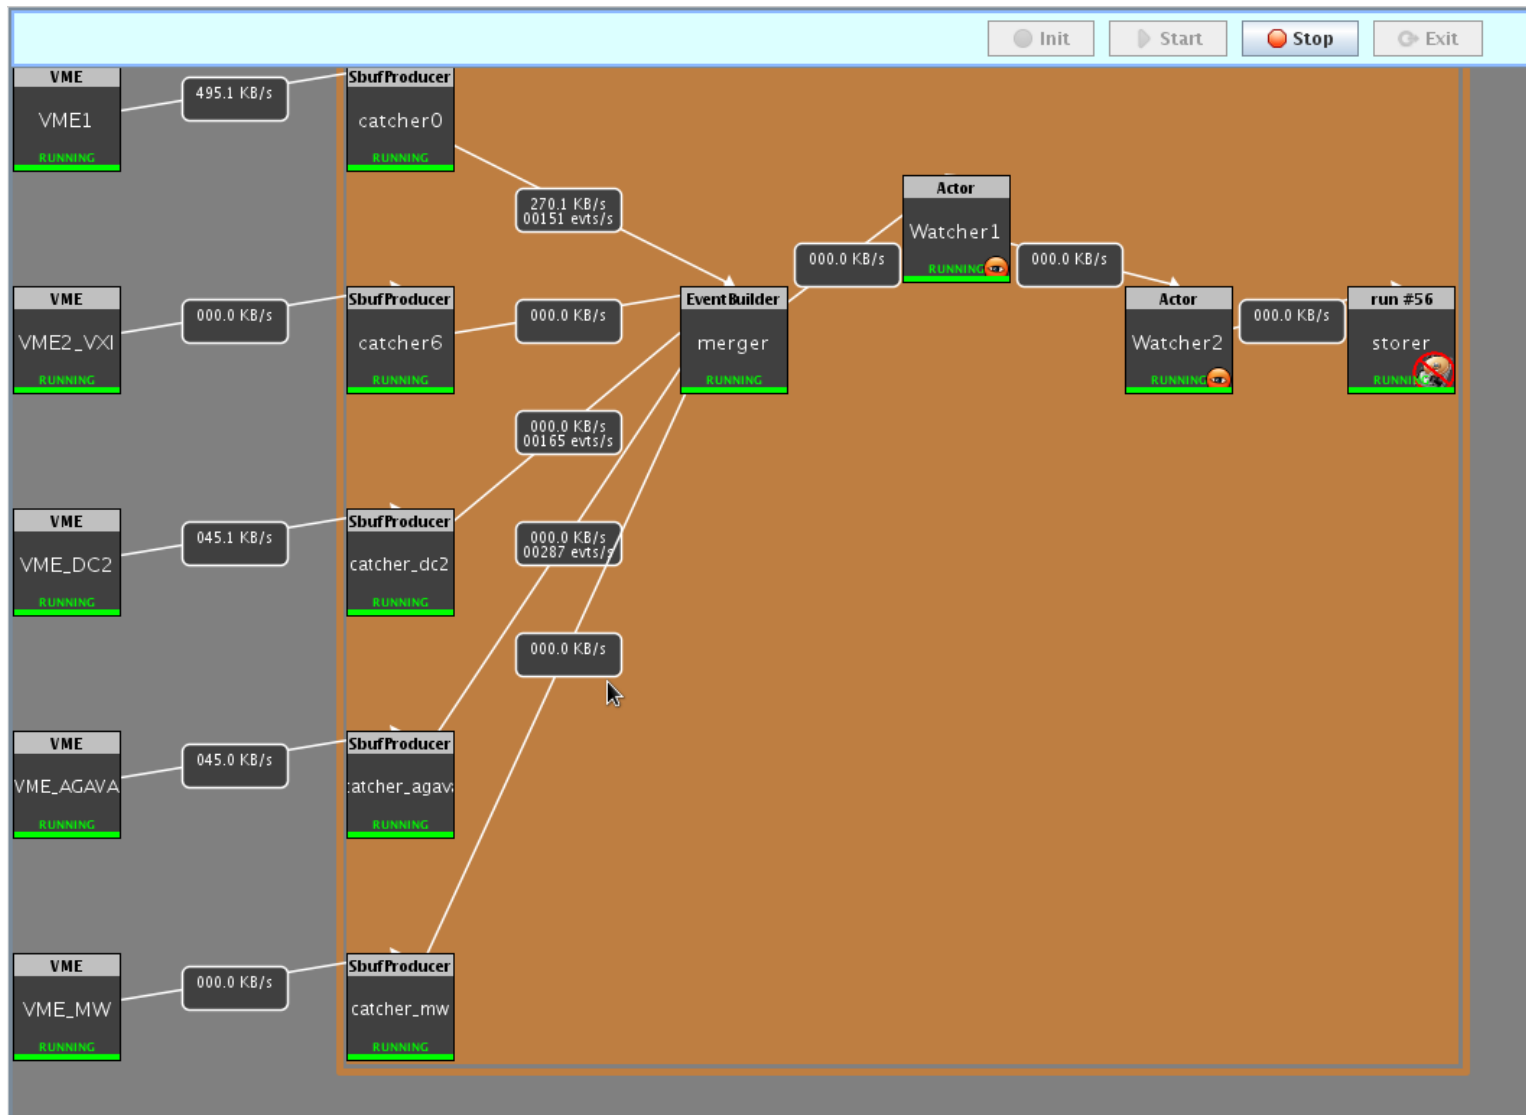 Init Start Stop Exit
VME
VME1
RUNNING
495.1 KB/s
SbufProducer
catcher0
RUNNING
270.1 KB/s
00151 evts/s
Actor
Watcher1
RUNNING
000.0 KB/s
000.0 KB/s
VME
VME2_VXI
RUNNING
000.0 KB/s
SbufProducer
catcher6
RUNNING
000.0 KB/s
EventBuilder
merger
RUNNING
Actor
Watcher2
RUNNING
000.0 KB/s
run #56
storer
RUNNIN
000.0 KB/s
00165 evts/s
VME
VME_DC2
RUNNING
045.1 KB/s
SbufProducer
catcher_dc2
RUNNING
000.0 KB/s
00287 evts/s
000.0 KB/s
VME
VME_AGAVA
RUNNING
045.0 KB/s
SbufProducer
catcher_agava
RUNNING
VME
VME_MW
RUNNING
000.0 KB/s
SbufProducer
catcher_mw
RUNNING